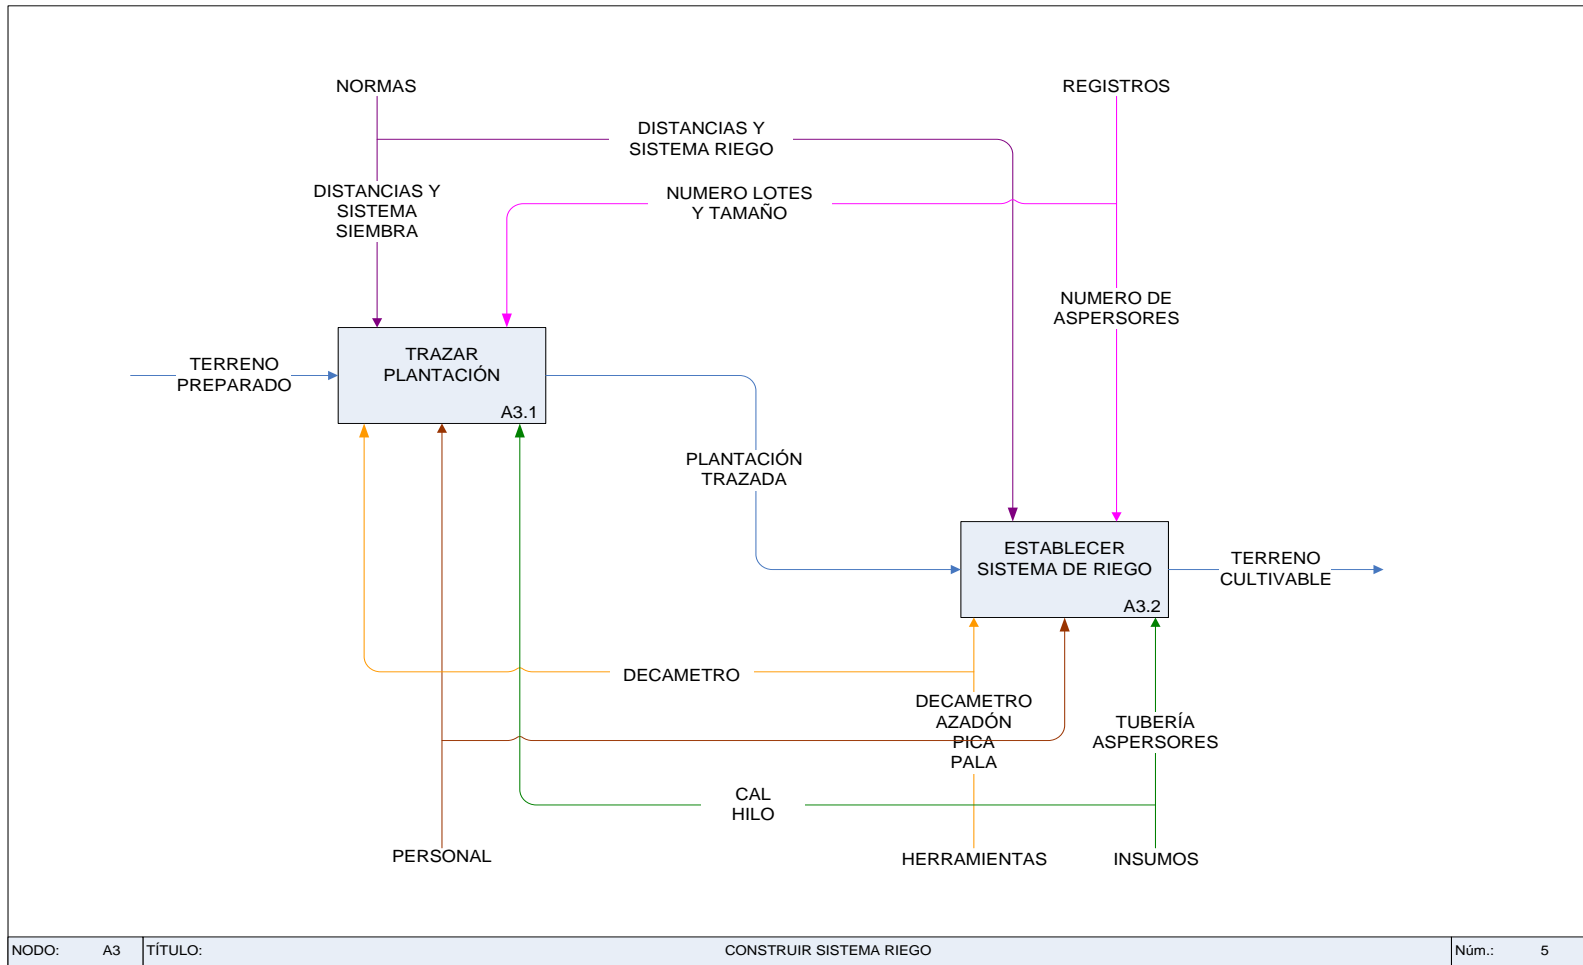 NORMAS
REGISTROS
DISTANCIAS Y
SISTEMA RIEGO
DISTANCIAS Y
SISTEMA
SIEMBRA
NUMERO LOTES
Y TAMAÑO
NUMERO DE
ASPERSORES
TERRENO
PREPARADO
TRAZAR
PLANTACIÓN
A3.1
PLANTACIÓN
TRAZADA
ESTABLECER
SISTEMA DE RIEGO
A3.2
TERRENO
CULTIVABLE
DECAMETRO
DECAMETRO
AZADÓN
PICA
PALA
TUBERÍA
ASPERSORES
CAL
HILO
PERSONAL
HERRAMIENTAS
INSUMOS
NODO: A3 TÍTULO: CONSTRUIR SISTEMA RIEGO Núm.: 5